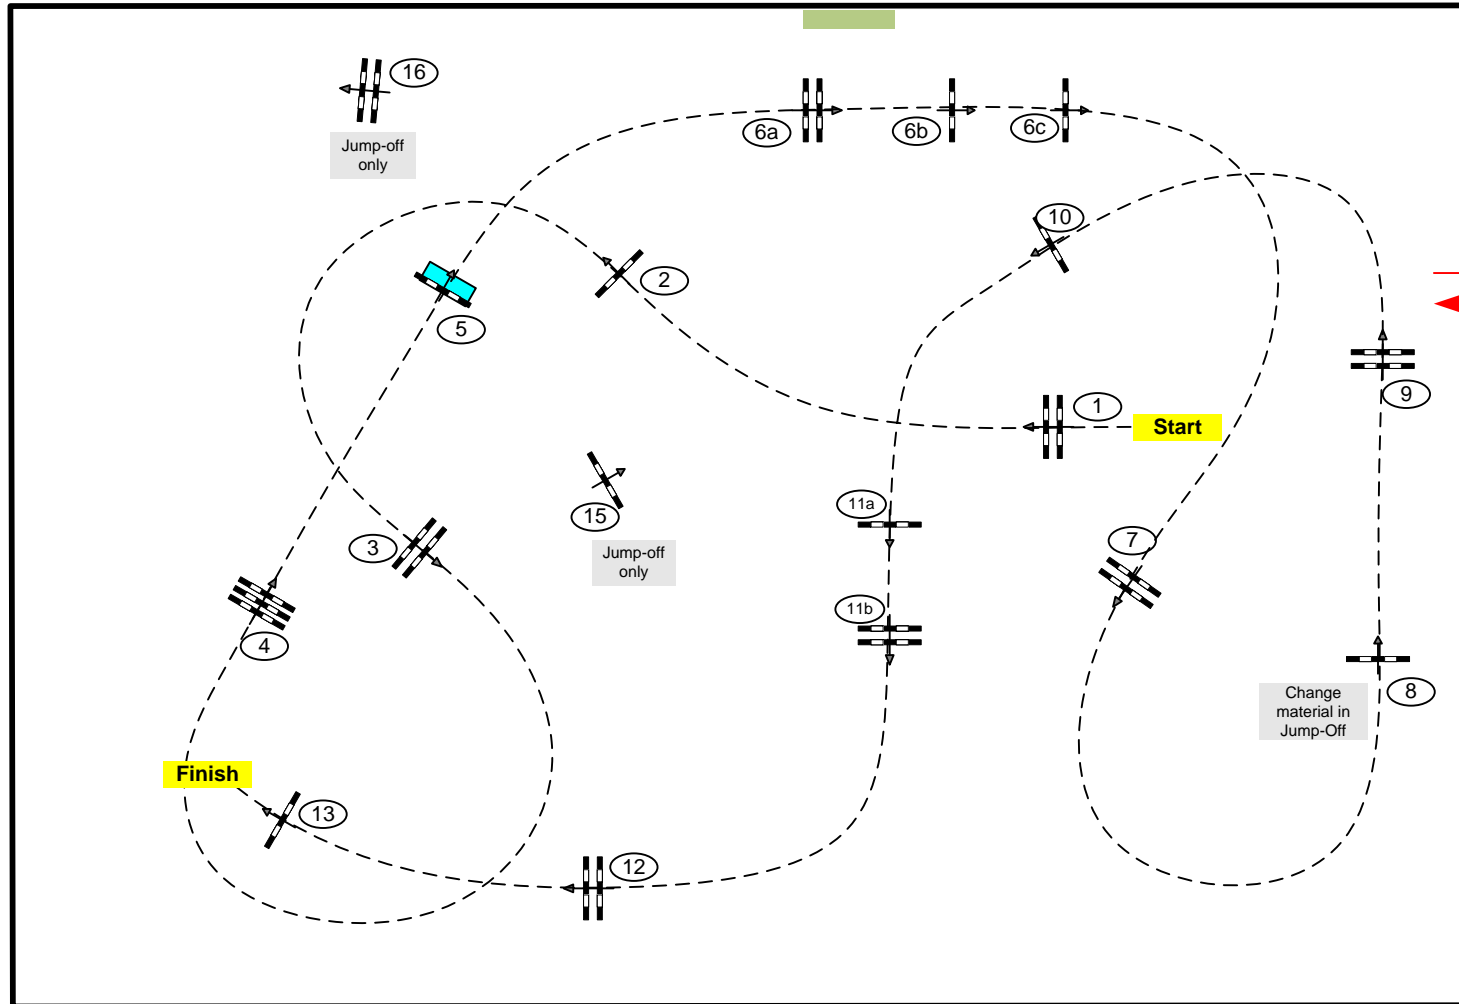 16
Jump-off
only
6a
6b
6c
10
2
5
9
1
Start
11a
15
3
7
Jump-off
only
11b
4
8
Change
material in
Jump-Off
Finish
13
12